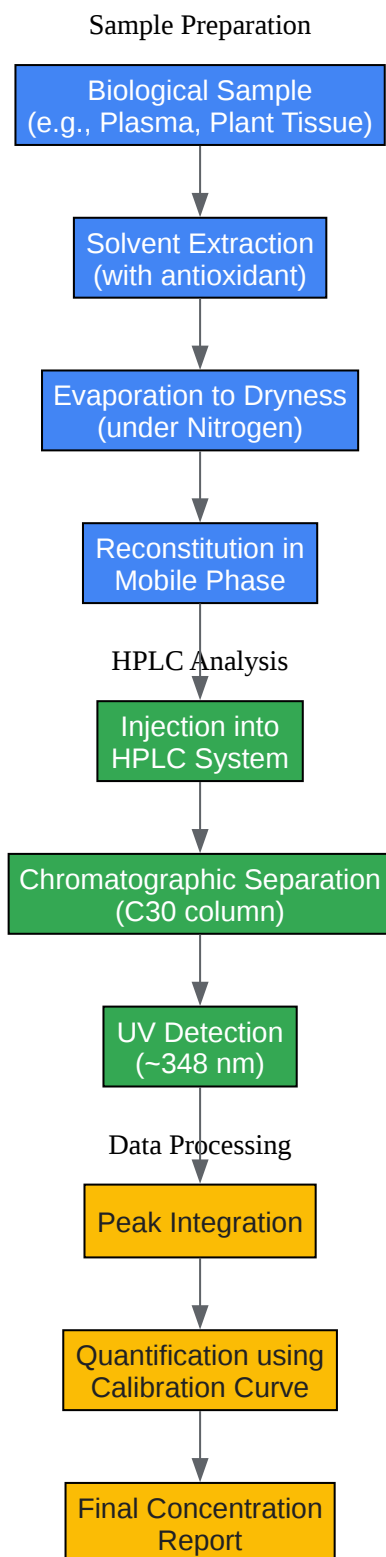 Sample Preparation
Biological Sample
(e.g., Plasma, Plant Tissue)
Solvent Extraction
(with antioxidant)
Evaporation to Dryness
(under Nitrogen)
Reconstitution in
Mobile Phase
HPLC Analysis
Injection into
HPLC System
Chromatographic Separation
(C30 column)
UV Detection
(~348 nm)
Data Processing
Peak Integration
Quantification using
Calibration Curve
Final Concentration
Report